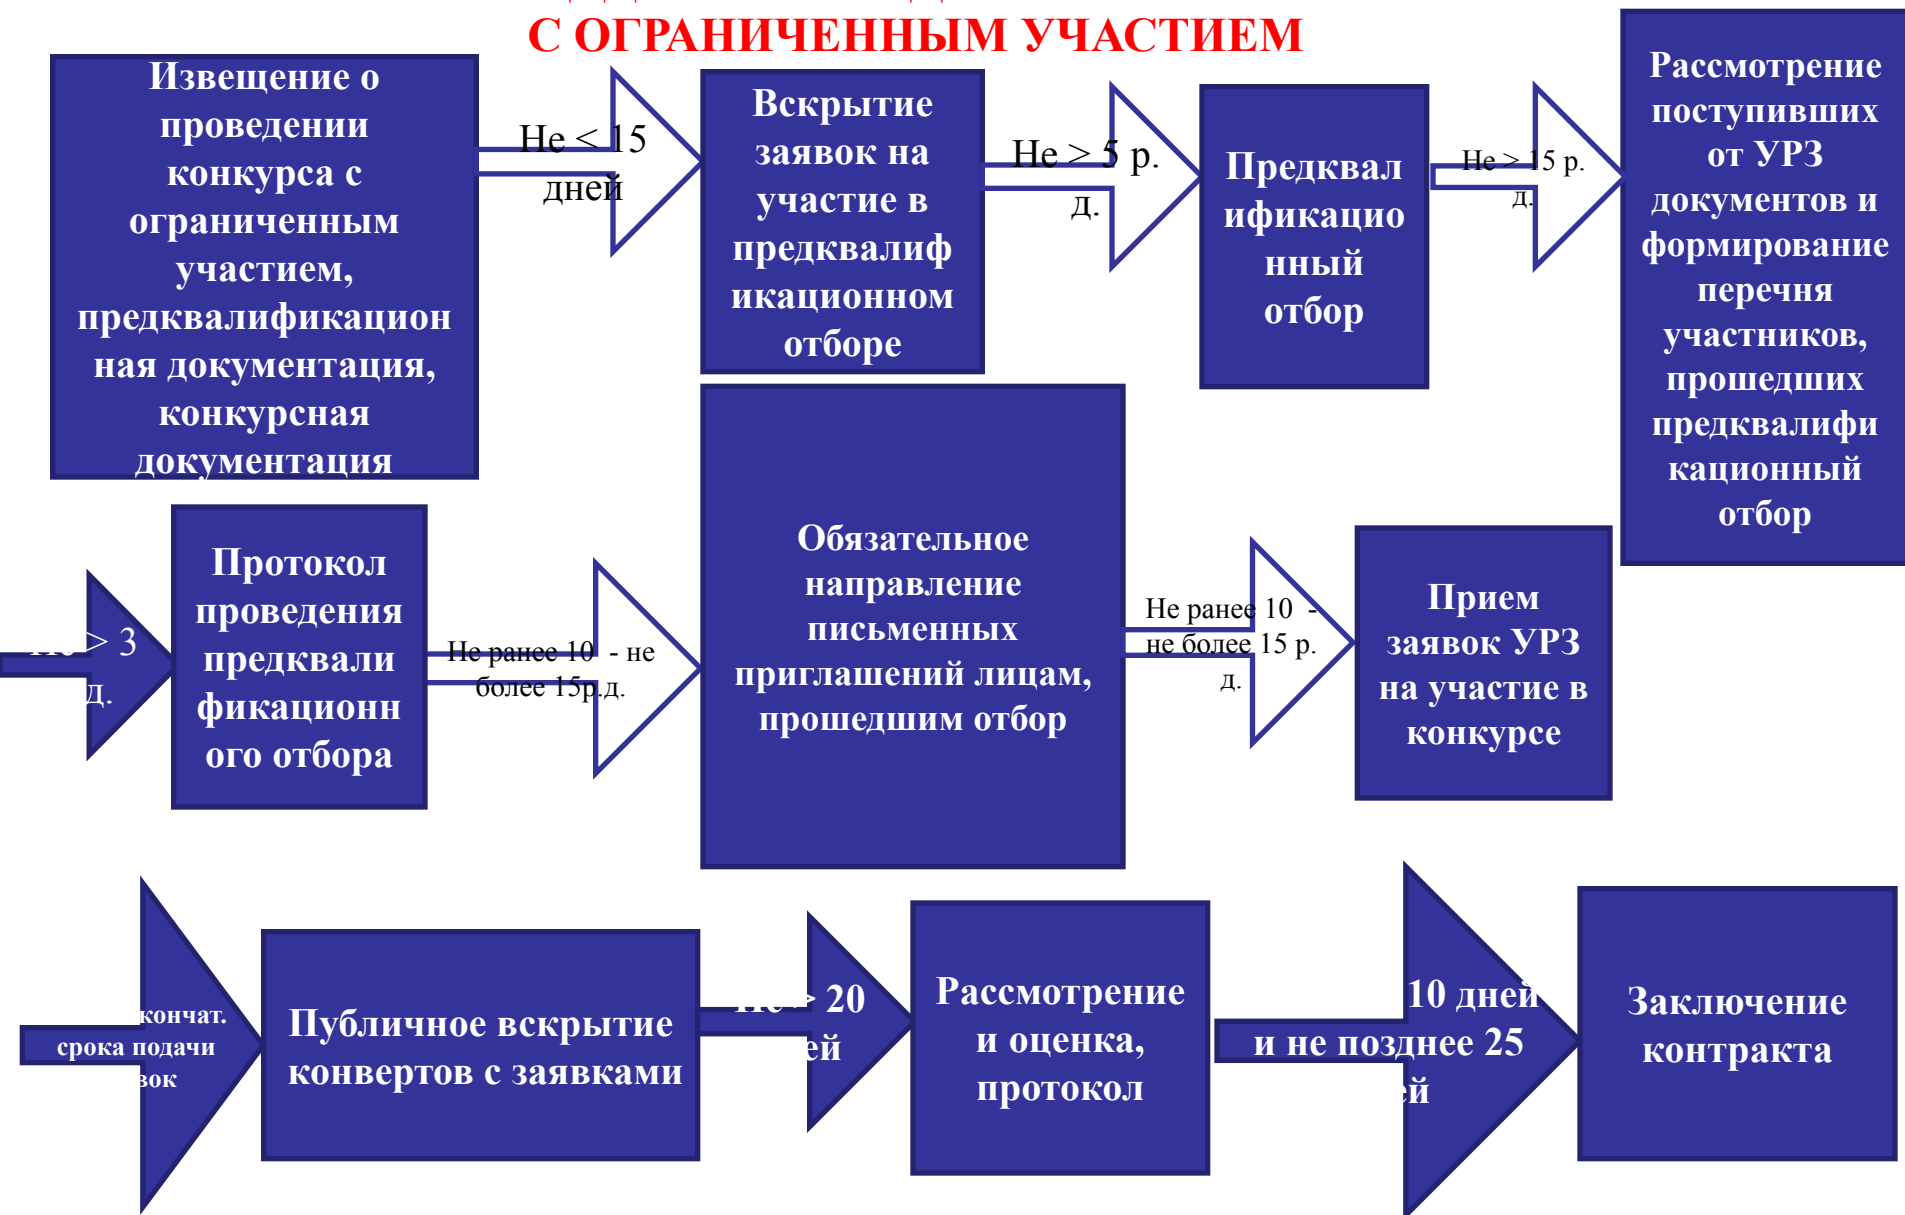 С ОГРАНИЧЕННЫМ УЧАСТИЕМ
Извещение о
проведении
конкурса с
ограниченным
участием,
предквалификацион
ная документация,
конкурсная
документация
Не < 15
дней
Вскрытие
заявок на
участие в
предквалиф
икационном
отборе
Не > 5 р.
д.
Предквал
ификацио
нный
отбор
Не > 15 р.
д.
Рассмотрение
поступивших
от УРЗ
документов и
формирование
перечня
участников,
прошедших
предквалифи
кационный
отбор
> 3
д.
Протокол
проведения
предквали
фикационн
ого отбора
Не ранее 10 - не
более 15р.д.
Обязательное
направление
письменных
приглашений лицам,
прошедшим отбор
Не ранее 10 -
не более 15 р.
д.
Прием
заявок УРЗ
на участие в
конкурсе
кончат.
срока подачи
Публичное вскрытие
конвертов с заявками
> 20
Рассмотрение
и оценка,
протокол
10 дней
и не позднее 25
Заключение
контракта